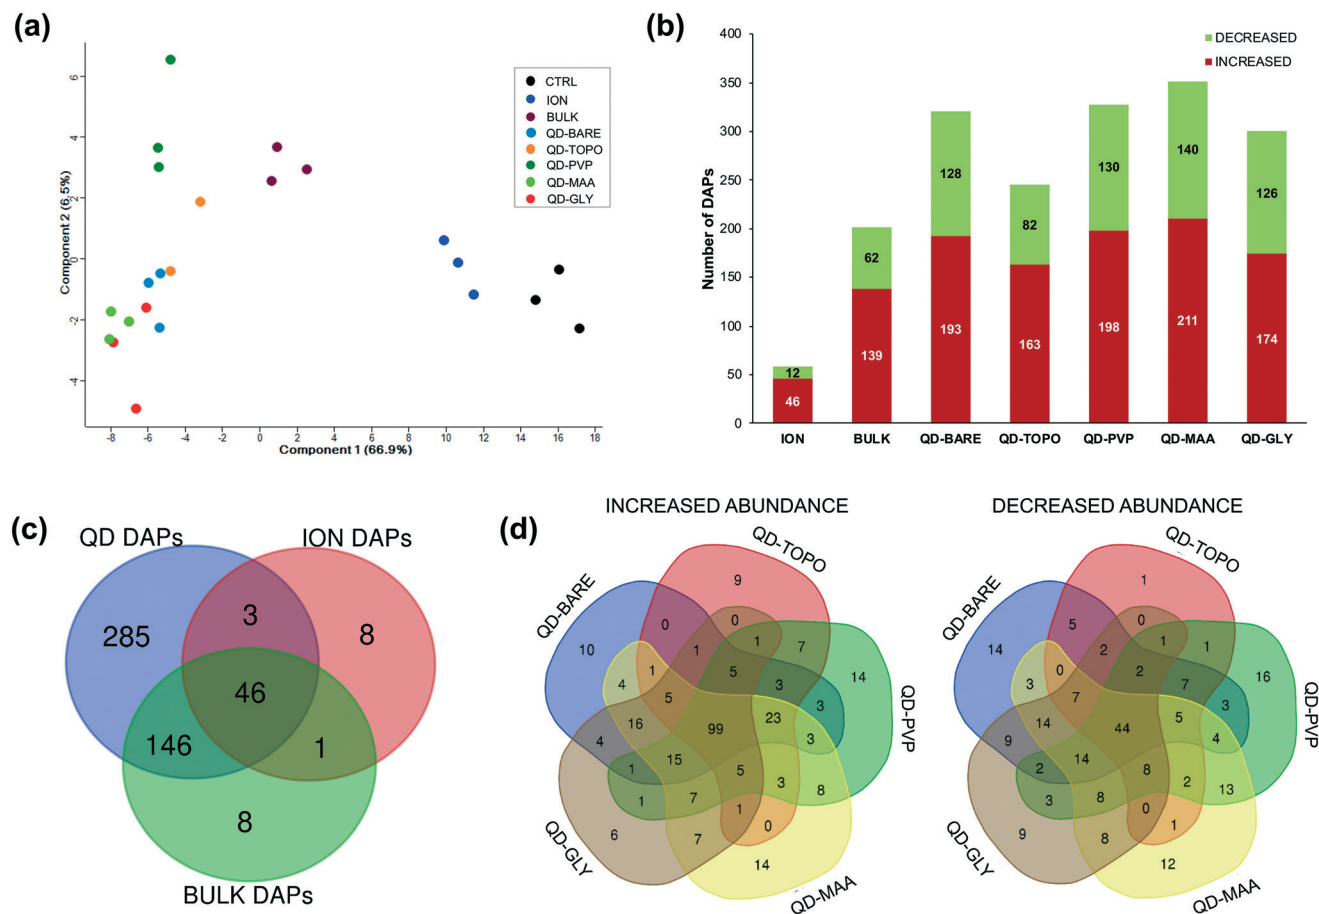 (a)
6
4
2
0
-2
-4
Component 2 (6.5%)
-8 -6 -4 -2 0 2 4 6 8 10 12 14 16 18
Component 1 (66.9%)
CTRL
ION
BULK
QD-BARE
QD-TOPO
QD-PVP
QD-MAA
QD-GLY
(b)
400
350
300
250
200
150
100
50
0
Number of DAPs
DECREASED
INCREASED
12 62 128 82 130 140 126
46 139 193 163 198 211 174
ION BULK QD-BARE QD-TOPO QD-PVP QD-MAA QD-GLY
(c)
QD DAPs ION DAPs
285 3 8
46
146 1
8
BULK DAPs
(d)
INCREASED ABUNDANCE
QD-TOPO
QD-BARE
QD-PVP
QD-GLY
QD-MAA
9
0 0 1 7
10 1 5 14
4 1 5 3 3
16 99 23 3
4 15 5 3 8
1 1 7 1 0
6 7 14
DECREASED ABUNDANCE
QD-TOPO
QD-BARE
QD-PVP
QD-GLY
QD-MAA
1
5 0 1 1
14 2 2 16
3 0 7 7 3
14 44 5 4
9 14 8 2 13
2 3 8 0 1
9 8 12